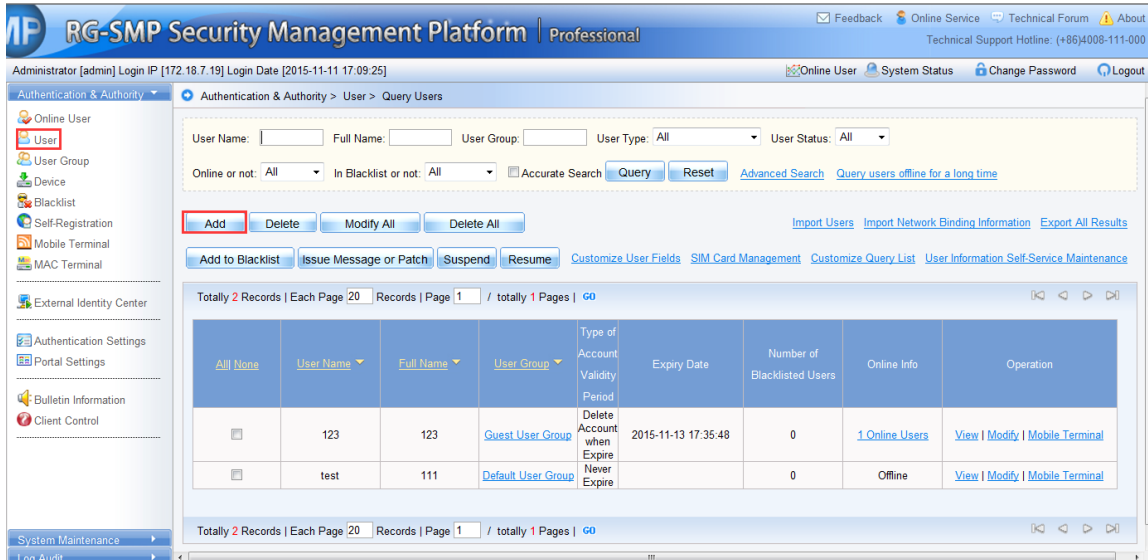 MP RG-SMP Security Management Platform | Professional
Feedback Online Service Technical Forum About
Technical Support Hotline: (+86)4008-111-000
Administrator [admin] Login IP [172.18.7.19] Login Date [2015-11-11 17:09:25]
Online User System Status Change Password Logout
Authentication & Authority
Online User
User
User Group
Device
Blacklist
Self-Registration
Mobile Terminal
MAC Terminal
External Identity Center
Authentication Settings
Portal Settings
Bulletin Information
Client Control
System Maintenance
Log Audit
Authentication & Authority > User > Query Users
User Name: Full Name: User Group: User Type: All User Status: All
Online or not: All In Blacklist or not: All Accurate Search Query Reset Advanced Search Query users offline for a long time
Add Delete Modify All Delete All Import Users Import Network Binding Information Export All Results
Add to Blacklist Issue Message or Patch Suspend Resume Customize User Fields SIM Card Management Customize Query List User Information Self-Service Maintenance
Totally 2 Records | Each Page 20 Records | Page 1 / totally 1 Pages | GO
All| None User Name Full Name User Group Type of Account Validity Period Expiry Date Number of Blacklisted Users Online Info Operation
123 123 Guest User Group Delete Account when Expire 2015-11-13 17:35:48 0 1 Online Users View | Modify | Mobile Terminal
test 111 Default User Group Never Expire 0 Offline View | Modify | Mobile Terminal
Totally 2 Records | Each Page 20 Records | Page 1 / totally 1 Pages | GO